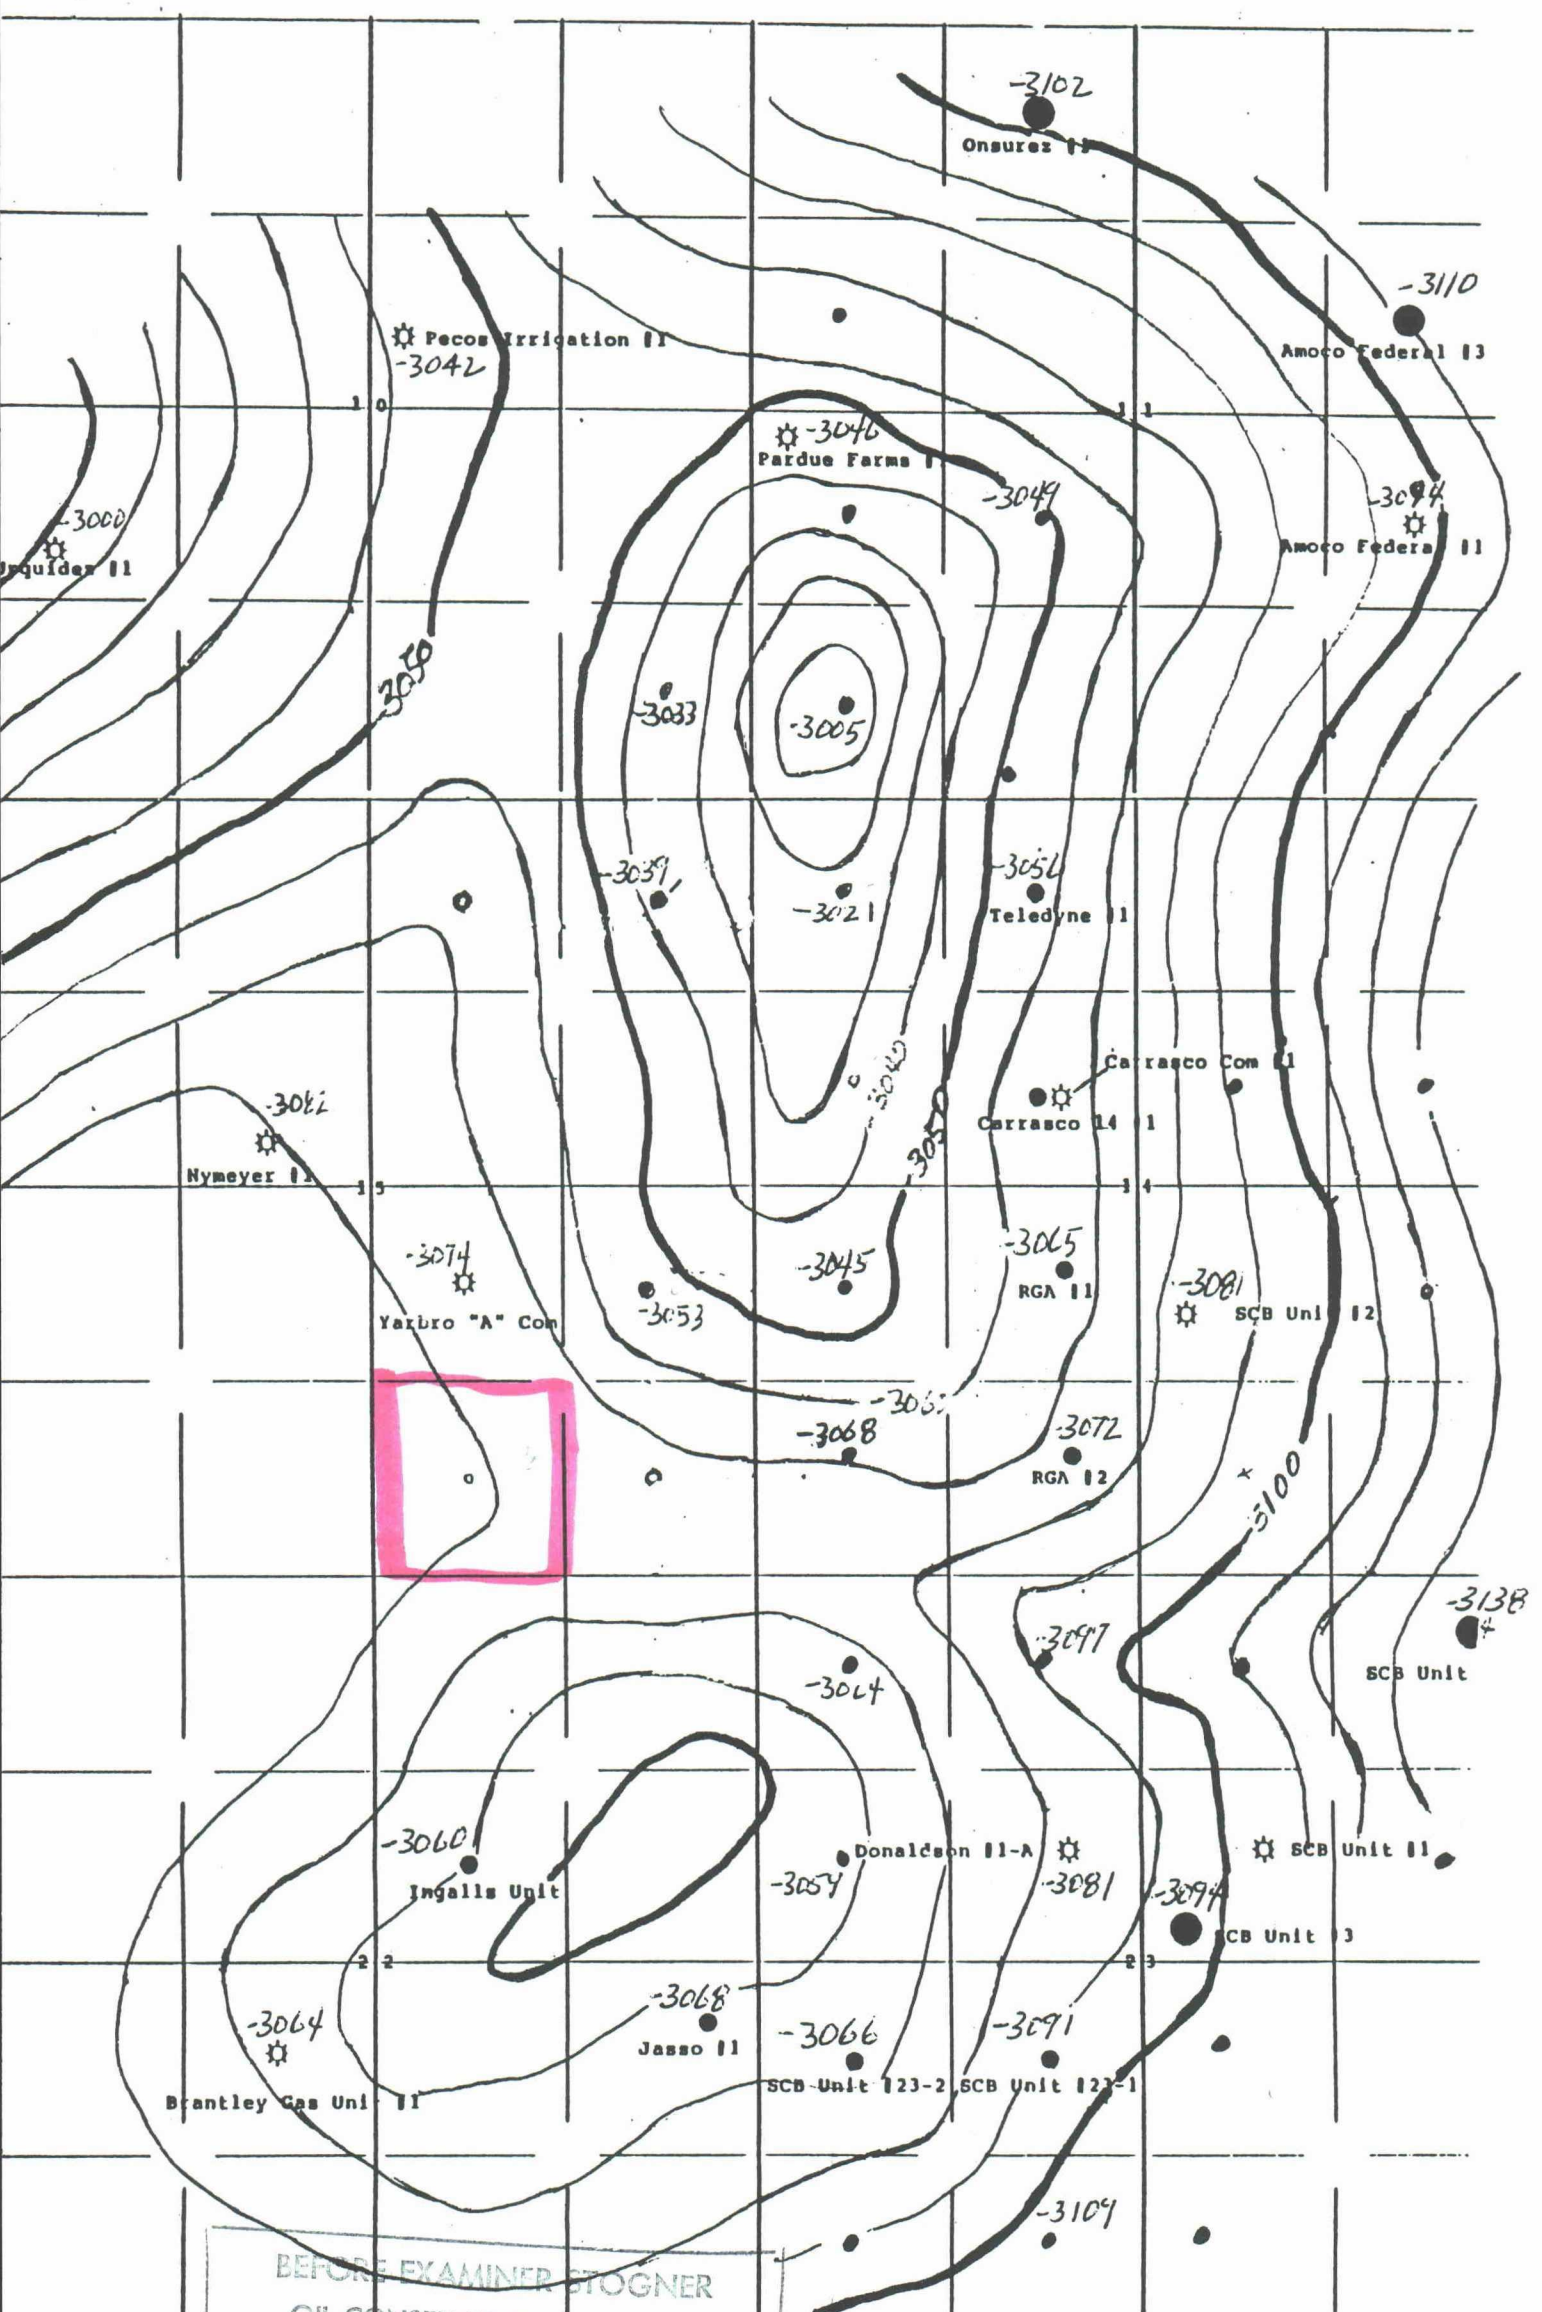 -3102
Onsurez #1
-3110
Amoco Federal #3
Pecos Irrigation #1
-3042
10
11
-3046
Pardue Farms
-3049
-3094
Amoco Federal #1
-3000
Urquidez #1
-3050
-3033
-3005
-3039
-3021
Teledyne #1
-3040
Carrasco Com #1
Carrasco 14 #1
-3050
Nymeyer #1
15
14
-3074
-3045
-3065
-3053
RGA #1
-3081
SCB Unit #2
Yarbro "A" Com
-3068
-3072
RGA #2
-3100
-3138
-3097
SCB Unit
-3064
-3060
Ingalls Unit
Donaldson #1-A
-3081
SCB Unit #1
-3094
SCB Unit #3
22
23
-3068
Jasso #1
-3064
-3066
-3091
SCB Unit #23-2 SCB Unit #23-1
Brantley Gas Unit #1
-3109
BEFORE EXAMINER STOGNER